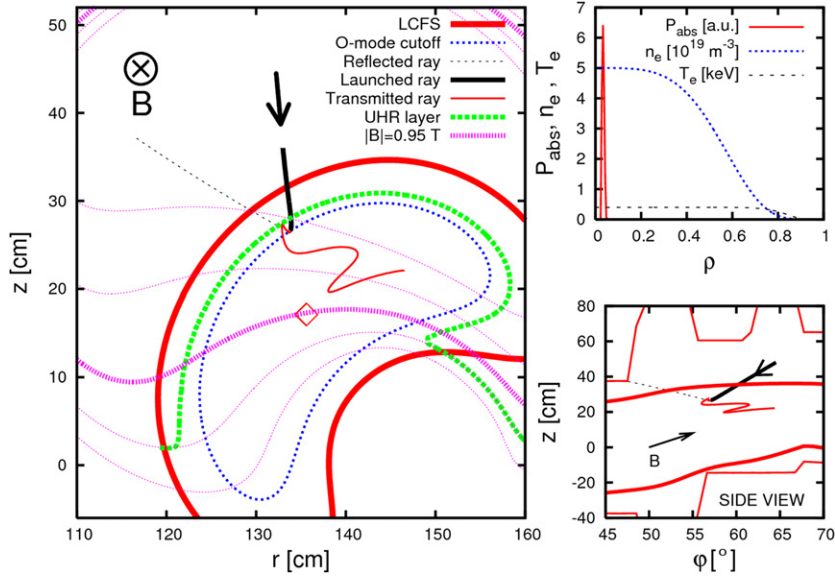 LCFS
O-mode cutoff
Reflected ray
Launched ray
Transmitted ray
UHR layer
|B|=0.95 T
B
z [cm]
50
40
30
20
10
0
110 120 130 140 150 160
r [cm]
P_abs [a.u.]
n_e [10^19 m^-3]
T_e [keV]
P_abs, n_e , T_e
7
6
5
4
3
2
1
0
0 0.2 0.4 0.6 0.8 1
ρ
z [cm]
80
60
40
20
0
-20
-40
B
SIDE VIEW
45 50 55 60 65 70
φ[°]